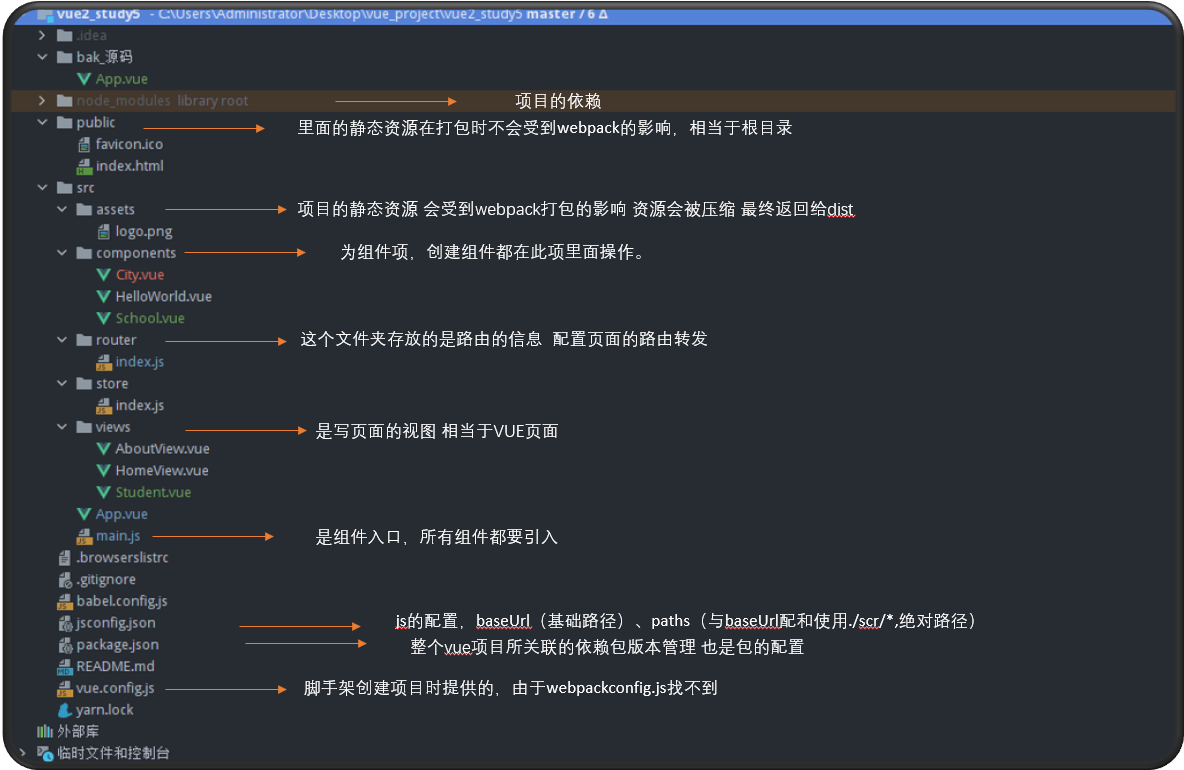 vue2_study5 - C:\Users\Administrator\Desktop\vue_project\vue2_study5 master / 6 Δ
.idea
bak_源码
App.vue
node_modules library root 项目的依赖
public 里面的静态资源在打包时不会受到webpack的影响，相当于根目录
favicon.ico
index.html
src
assets 项目的静态资源 会受到webpack打包的影响 资源会被压缩 最终返回给dist
logo.png
components 为组件项，创建组件都在此项里面操作。
City.vue
HelloWorld.vue
School.vue
router 这个文件夹存放的是路由的信息 配置页面的路由转发
index.js
store
index.js
views 是写页面的视图 相当于VUE页面
AboutView.vue
HomeView.vue
Student.vue
App.vue
main.js 是组件入口，所有组件都要引入
.browserslistrc
.gitignore
babel.config.js
jsconfig.json js的配置，baseUrl（基础路径）、paths（与baseUrl配和使用./scr/*,绝对路径）
package.json 整个vue项目所关联的依赖包版本管理 也是包的配置
README.md
vue.config.js 脚手架创建项目时提供的，由于webpackconfig.js找不到
yarn.lock
外部库
临时文件和控制台